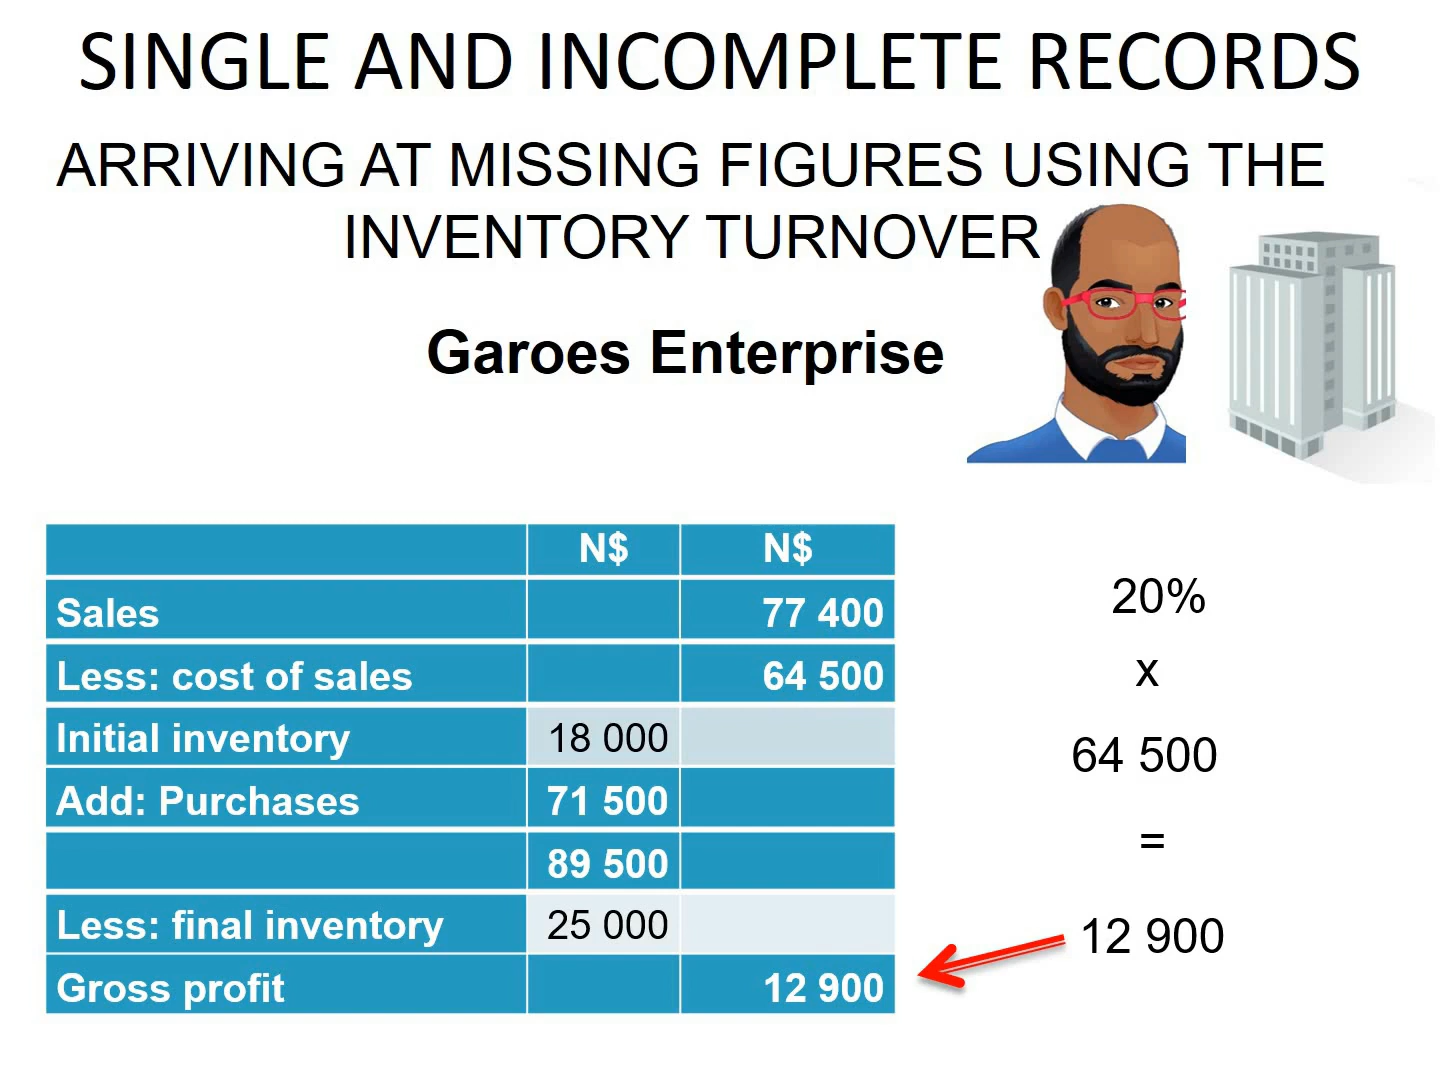 SINGLE AND INCOMPLETE RECORDS
ARRIVING AT MISSING FIGURES USING THE
INVENTORY TURNOVER
Garoes Enterprise
N$ N$
Sales 77 400
Less: cost of sales 64 500
Initial inventory 18 000
Add: Purchases 71 500
89 500
Less: final inventory 25 000
Gross profit 12 900
20%
x
64 500
=
12 900